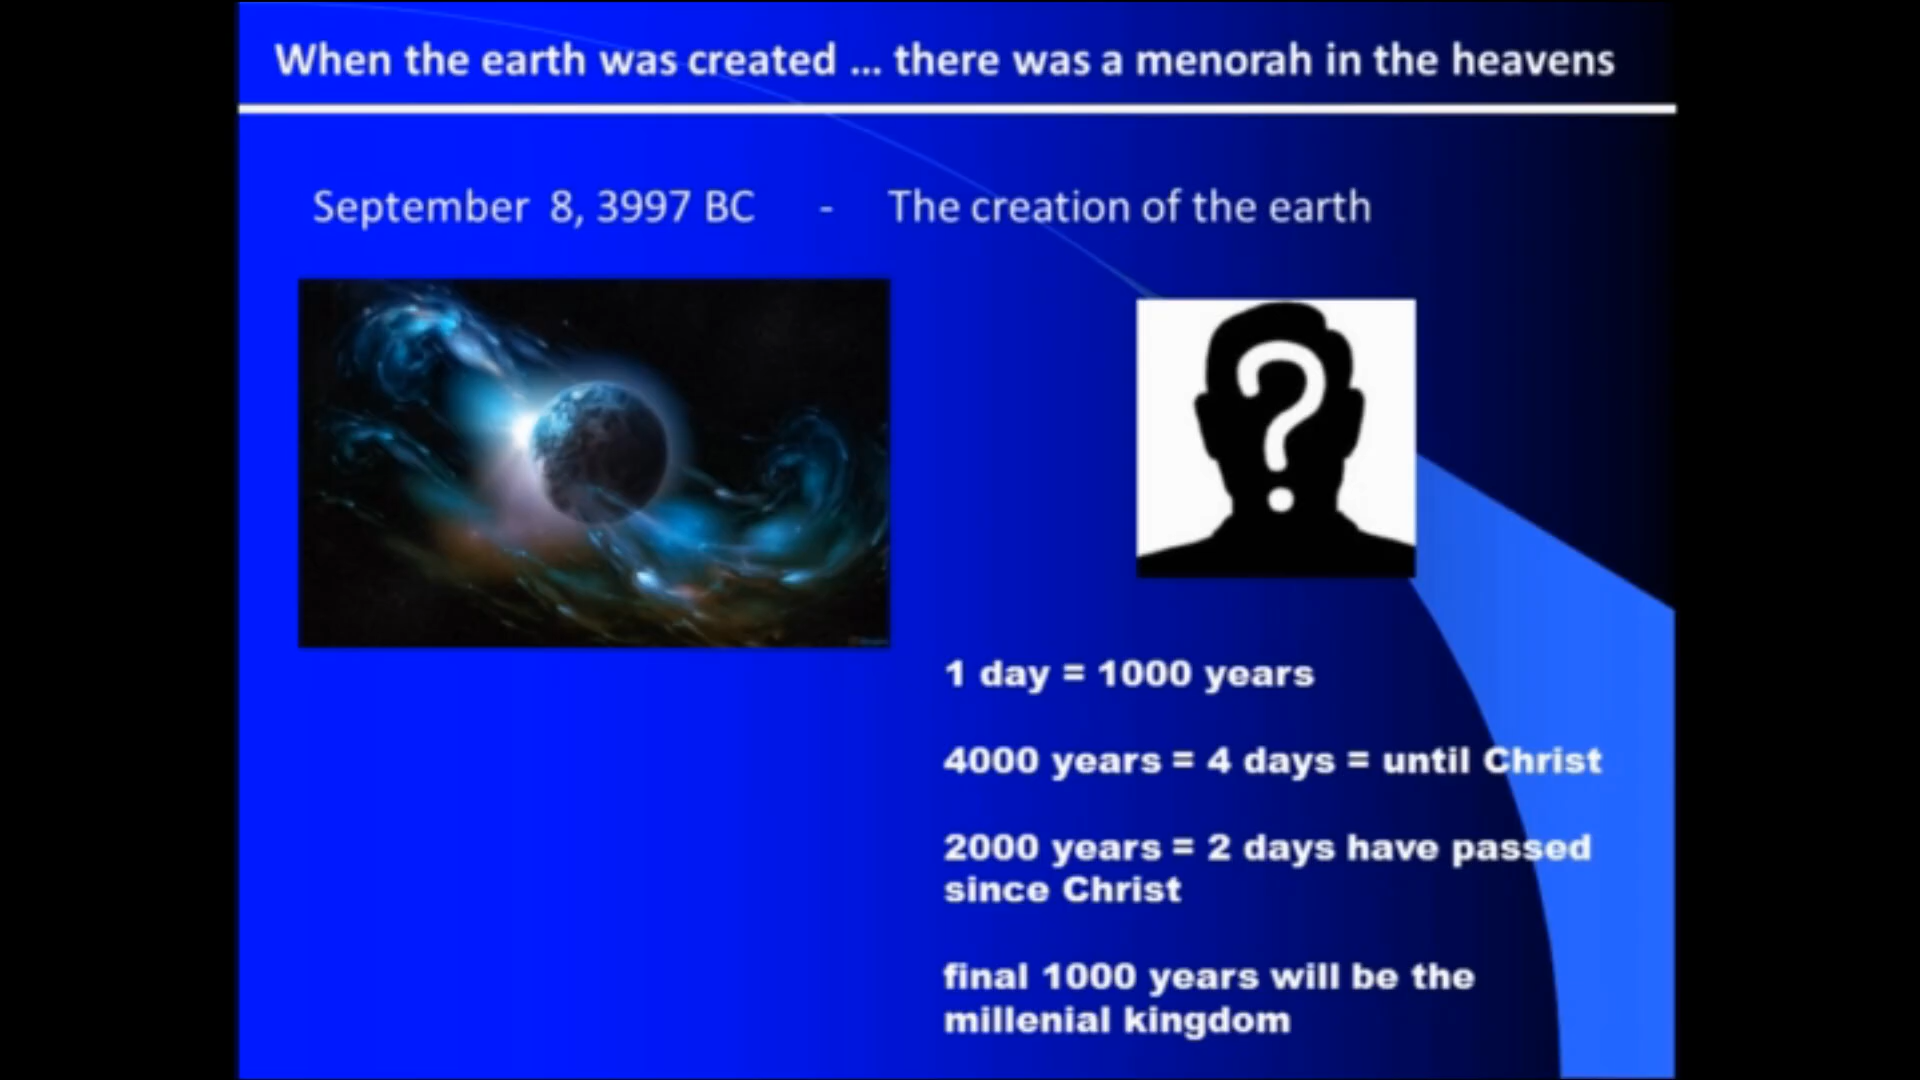 When the earth was created ... there was a menorah in the heavens
September 8, 3997 BC - The creation of the earth
?
1 day = 1000 years
4000 years = 4 days = until Christ
2000 years = 2 days have passed
since Christ
final 1000 years will be the
millenial kingdom